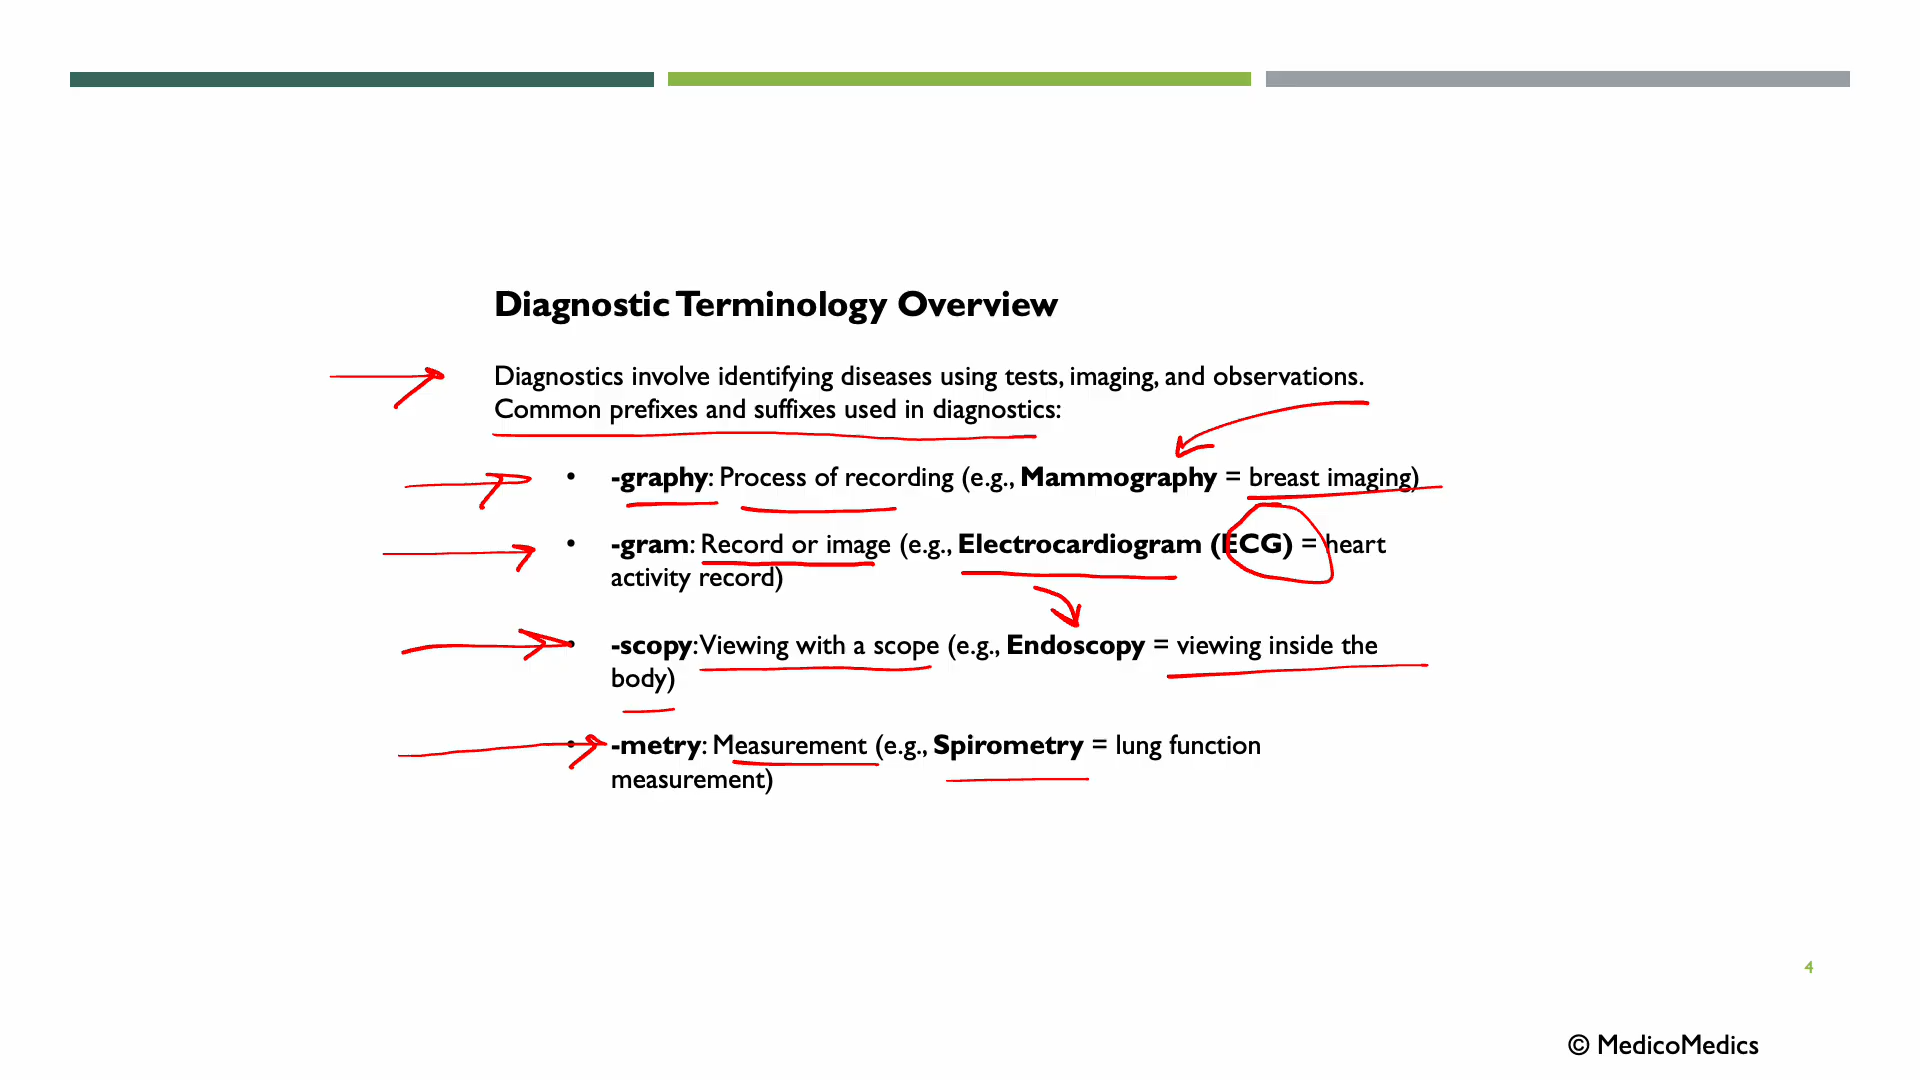 Diagnostic Terminology Overview
Diagnostics involve identifying diseases using tests, imaging, and observations.
Common prefixes and suffixes used in diagnostics:
• -graphy: Process of recording (e.g., Mammography = breast imaging)
• -gram: Record or image (e.g., Electrocardiogram (ECG) = heart
activity record)
• -scopy: Viewing with a scope (e.g., Endoscopy = viewing inside the
body)
• -metry: Measurement (e.g., Spirometry = lung function
measurement)
4
© MedicoMedics